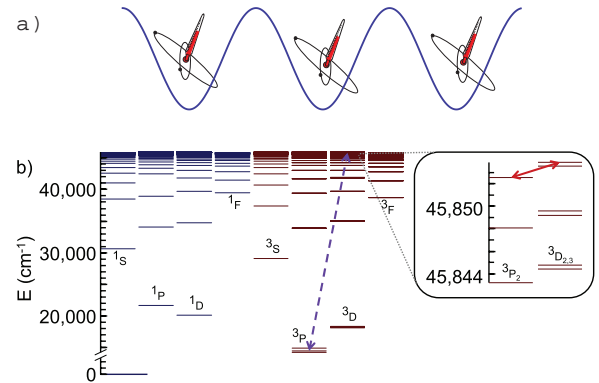 a)
b)
E (cm⁻¹)
40,000
30,000
20,000
0
¹S
¹P
¹D
¹F
³S
³P
³D
³F
45,850
45,844
³P₂
³D₂,₃